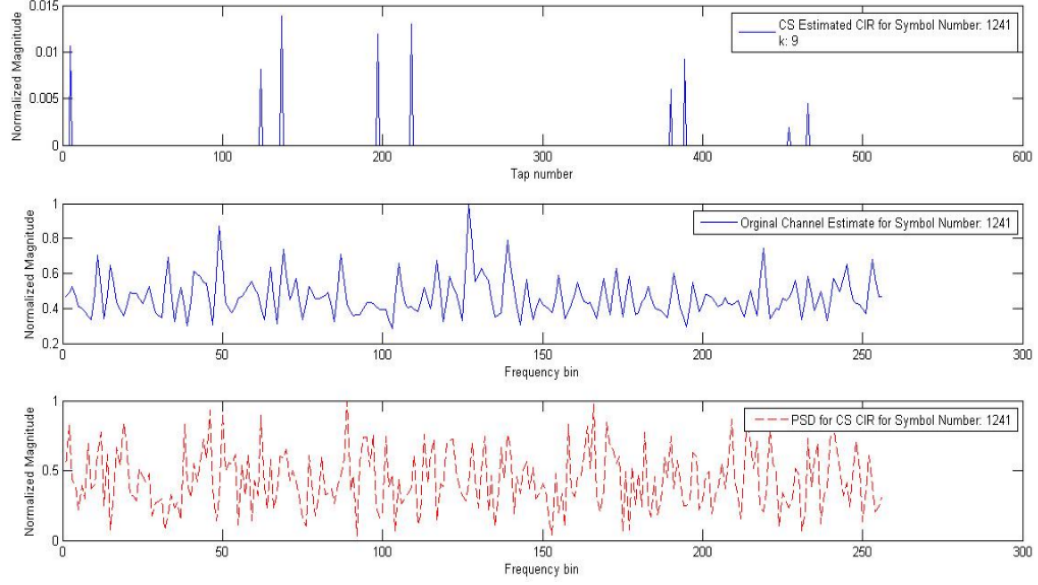 0.015
0.01
0.005
0
Normalized Magnitude
CS Estimated CIR for Symbol Number: 1241
k: 9
0 100 200 300 400 500 600
Tap number
1
0.8
0.6
0.4
0.2
Normalized Magnitude
Orginal Channel Estimate for Symbol Number: 1241
0 50 100 150 200 250 300
Frequency bin
1
0.5
0
Normalized Magnitude
PSD for CS CIR for Symbol Number: 1241
0 50 100 150 200 250 300
Frequency bin